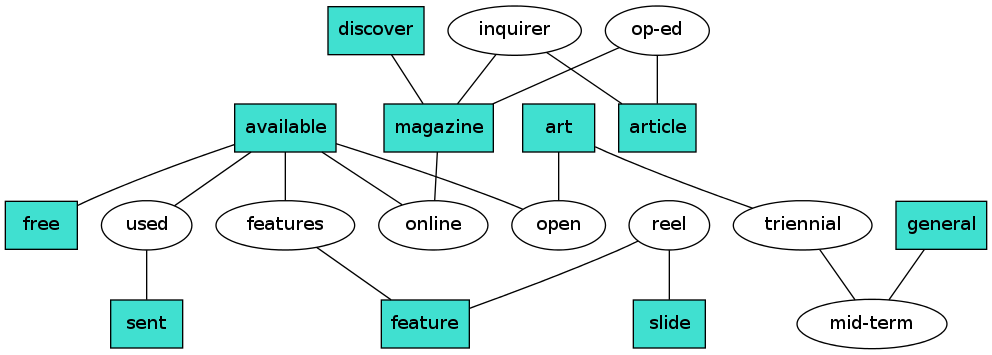 discover
inquirer
op-ed
available
magazine
art
article
free
used
features
online
open
reel
triennial
general
sent
feature
slide
mid-term